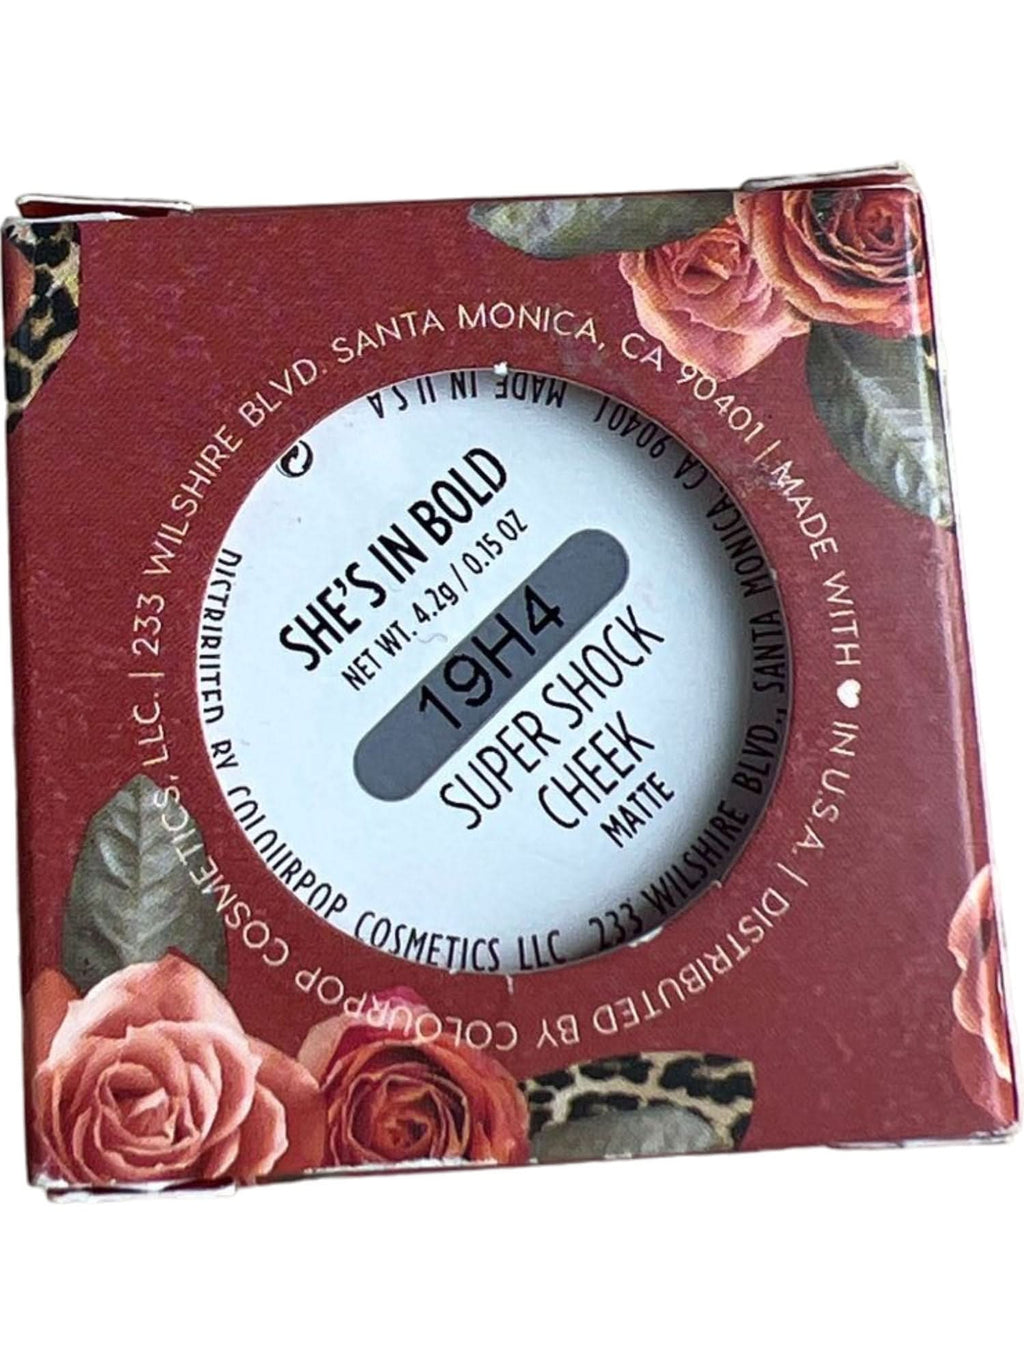 DISTRIBUTED BY COLOURPOP COSMETICS, LLC. | 233 WILSHIRE BLVD. SANTA MONICA, CA 90401 | MADE WITH ♥ IN U.S.A. |
SHE'S IN BOLD
NET WT. 4.2g / 0.15 OZ
19H4
SUPER SHOCK
CHEEK
MATTE
DISTRIBUTED BY COLOURPOP COSMETICS LLC 233 WILSHIRE BLVD., SANTA MONICA, CA 90401 MADE IN U.S.A